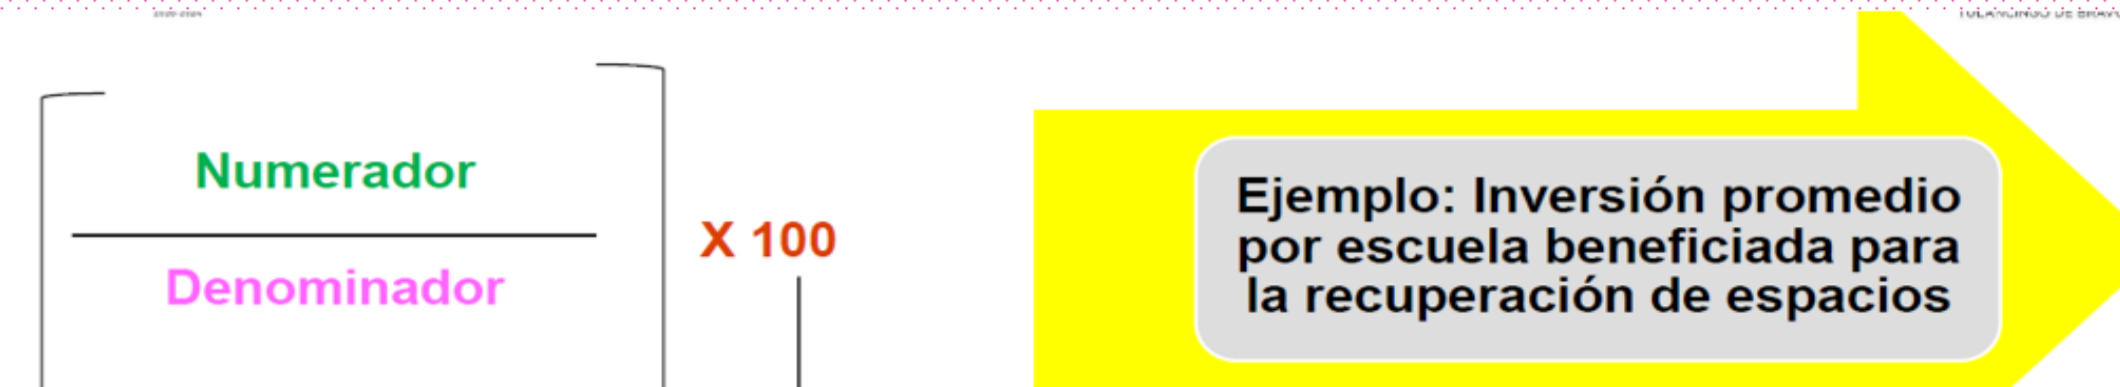 Numerador
Denominador
X 100
Ejemplo: Inversión promedio
por escuela beneficiada para
la recuperación de espacios